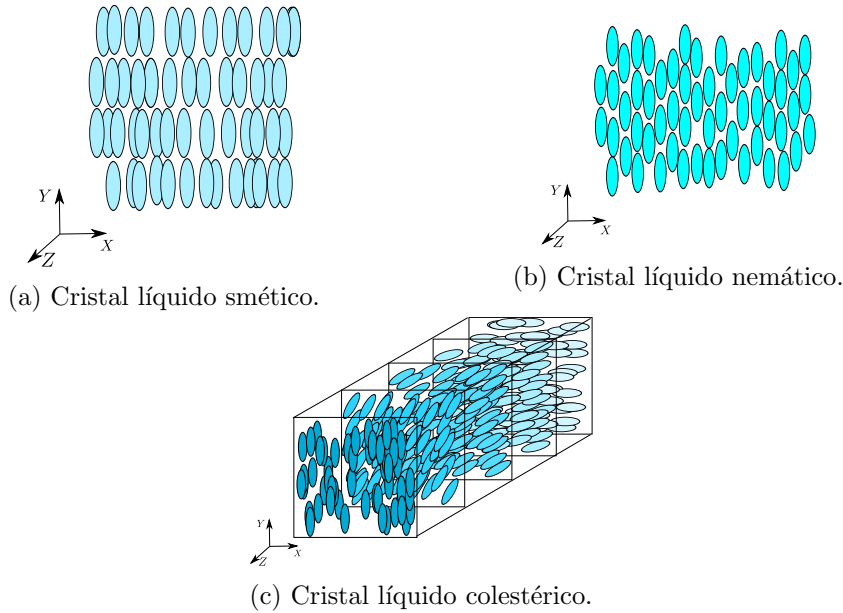 Y
X
Z
(a) Cristal líquido smético.
Y
X
Z
(b) Cristal líquido nemático.
Y
X
Z
(c) Cristal líquido colestérico.